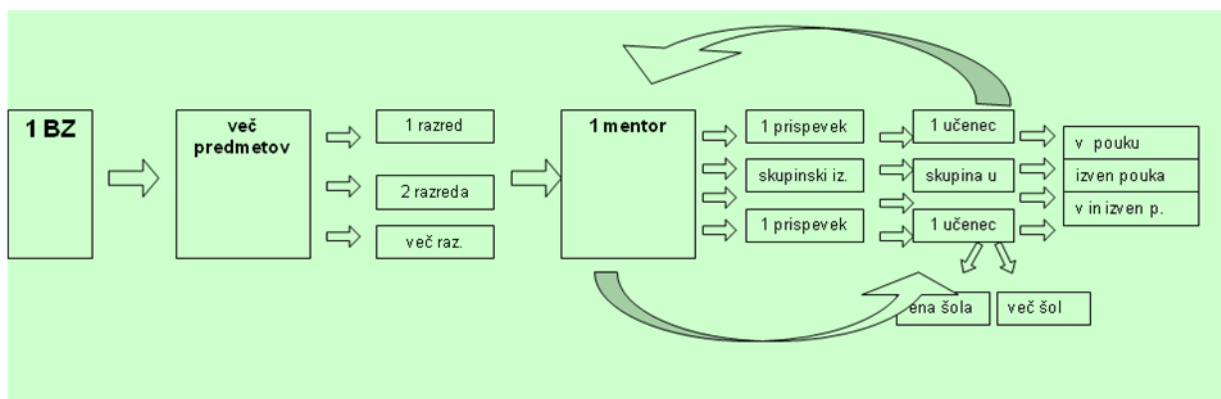 1 BZ
več
predmetov
1 razred
2 razreda
več raz.
1 mentor
1 prispevek
skupinski iz.
1 prispevek
1 učenec
skupina u
1 učenec
v pouku
izven pouka
v in izven p.
ena šola
več šol